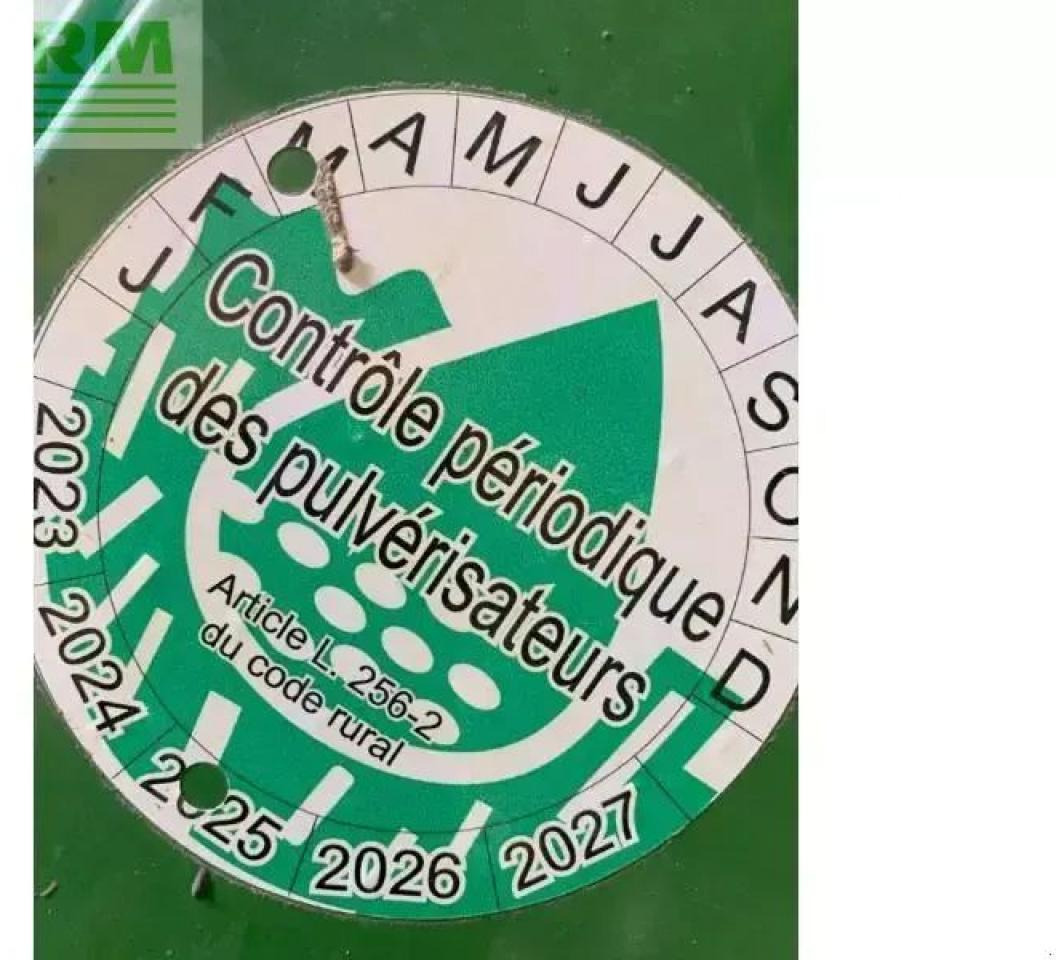 RM
J F M A M J J A S O N D
Contrôle périodique
des pulvérisateurs
Article L. 256-2
du code rural
2023 2024 2025 2026 2027